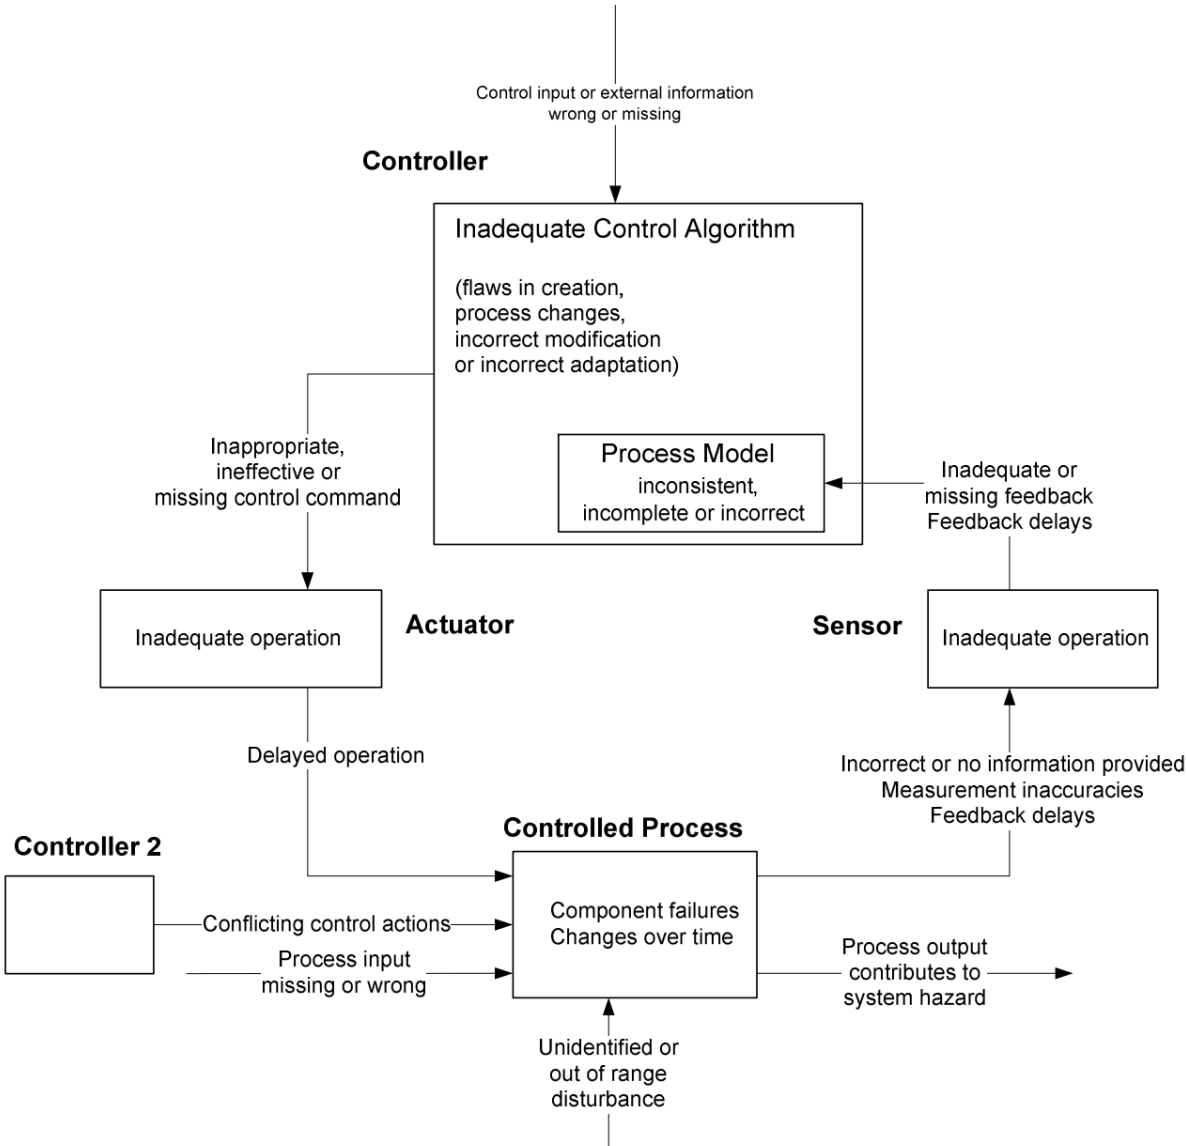 Control input or external information
wrong or missing
Controller
Inadequate Control Algorithm
(flaws in creation,
process changes,
incorrect modification
or incorrect adaptation)
Process Model
inconsistent,
incomplete or incorrect
Inappropriate,
ineffective or
missing control command
Inadequate or
missing feedback
Feedback delays
Inadequate operation
Actuator
Sensor
Inadequate operation
Delayed operation
Incorrect or no information provided
Measurement inaccuracies
Feedback delays
Controlled Process
Controller 2
Component failures
Changes over time
Conflicting control actions
Process input
missing or wrong
Process output
contributes to
system hazard
Unidentified or
out of range
disturbance